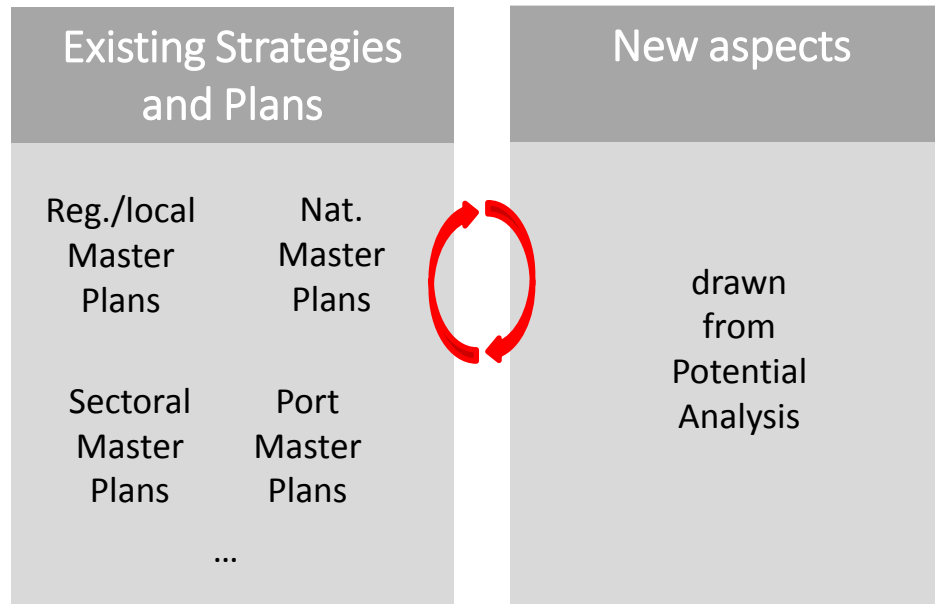 Existing Strategies
and Plans
Reg./local
Master
Plans
Nat.
Master
Plans
Sectoral
Master
Plans
Port
Master
Plans
...
New aspects
drawn
from
Potential
Analysis